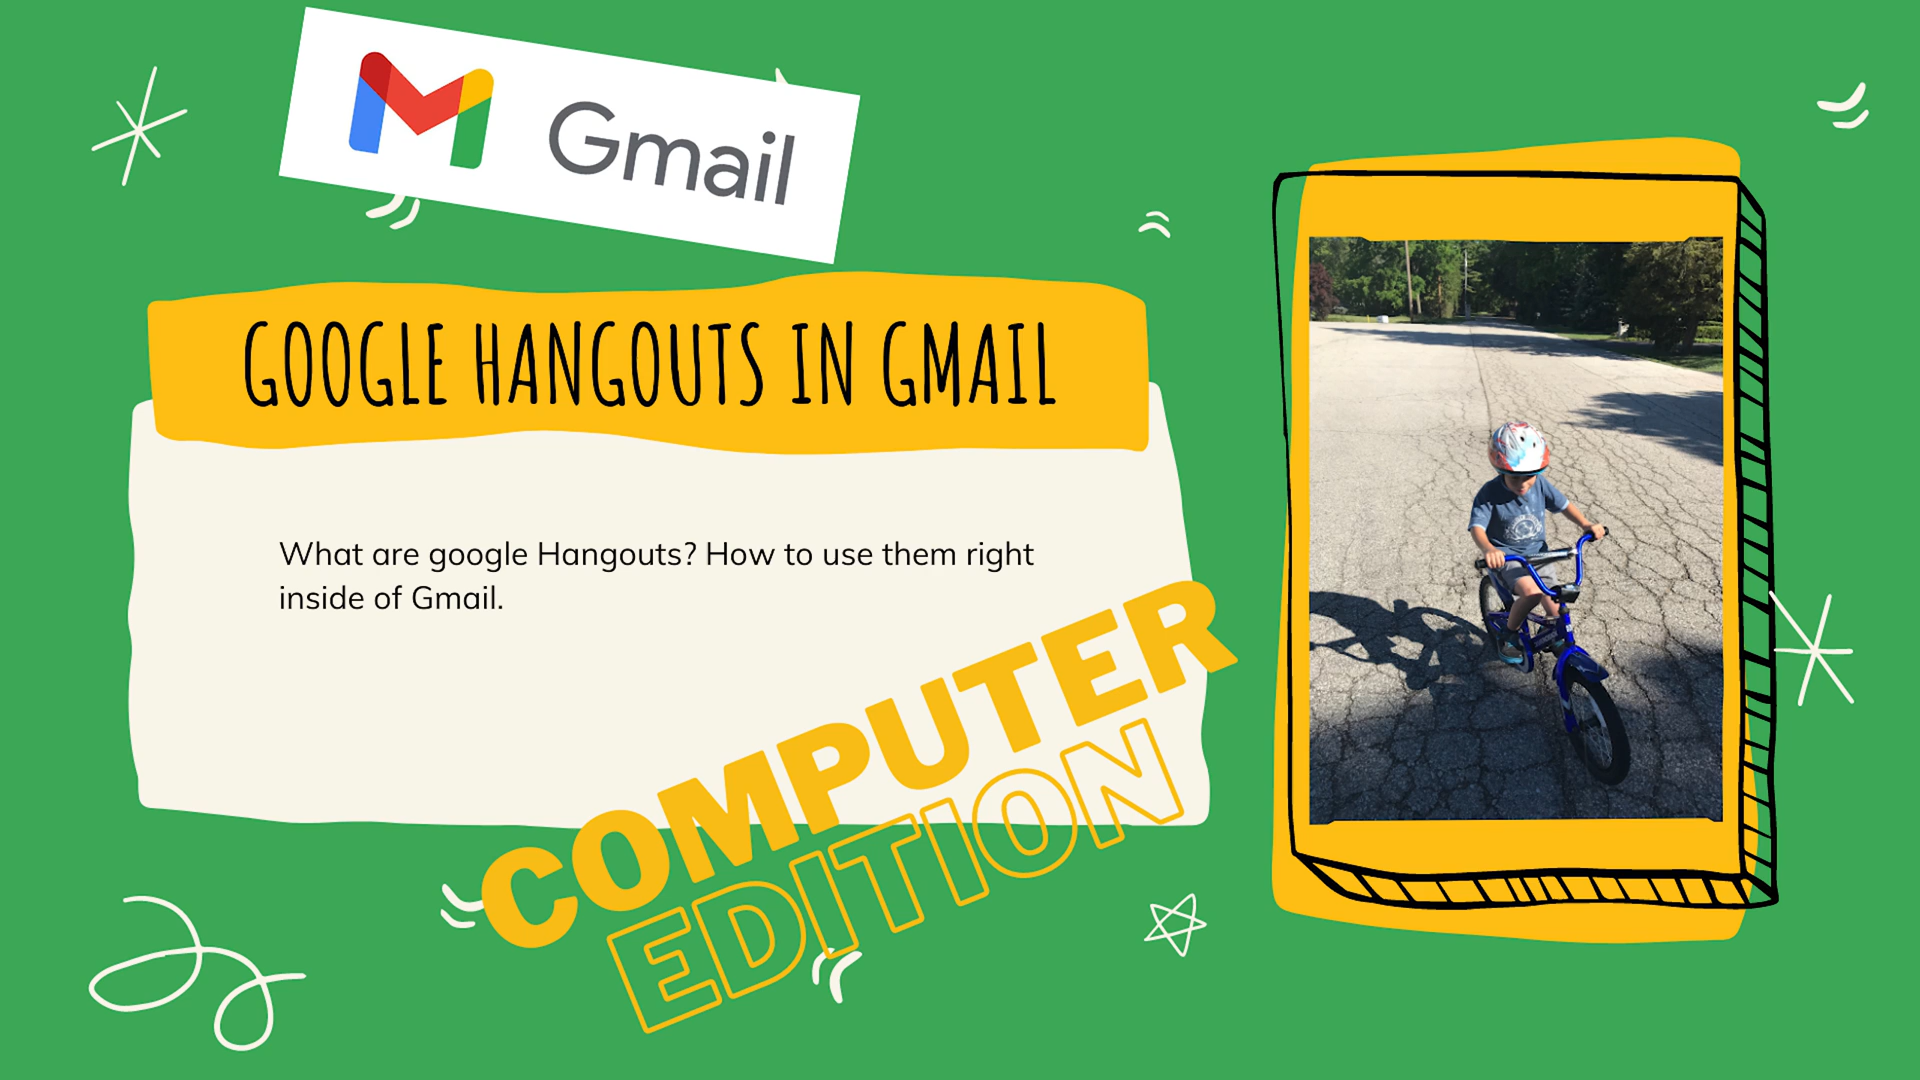 Gmail
GOOGLE HANGOUTS IN GMAIL
What are google Hangouts? How to use them right
inside of Gmail.
COMPUTER
EDITION